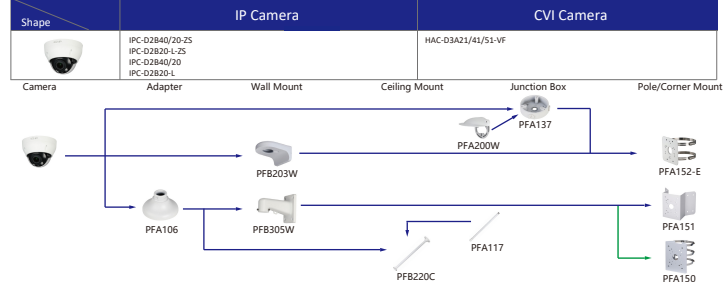 Shape
IP Camera
CVI Camera
IPC-D2B40/20-ZS
IPC-D2B20-L-ZS
IPC-D2B40/20
IPC-D2B20-L
HAC-D3A21/41/51-VF
Camera
Adapter
Wall Mount
Ceiling Mount
Junction Box
Pole/Corner Mount
PFA137
PFA200W
PFB203W
PFA152-E
PFA106
PFB305W
PFA151
PFA117
PFB220C
PFA150